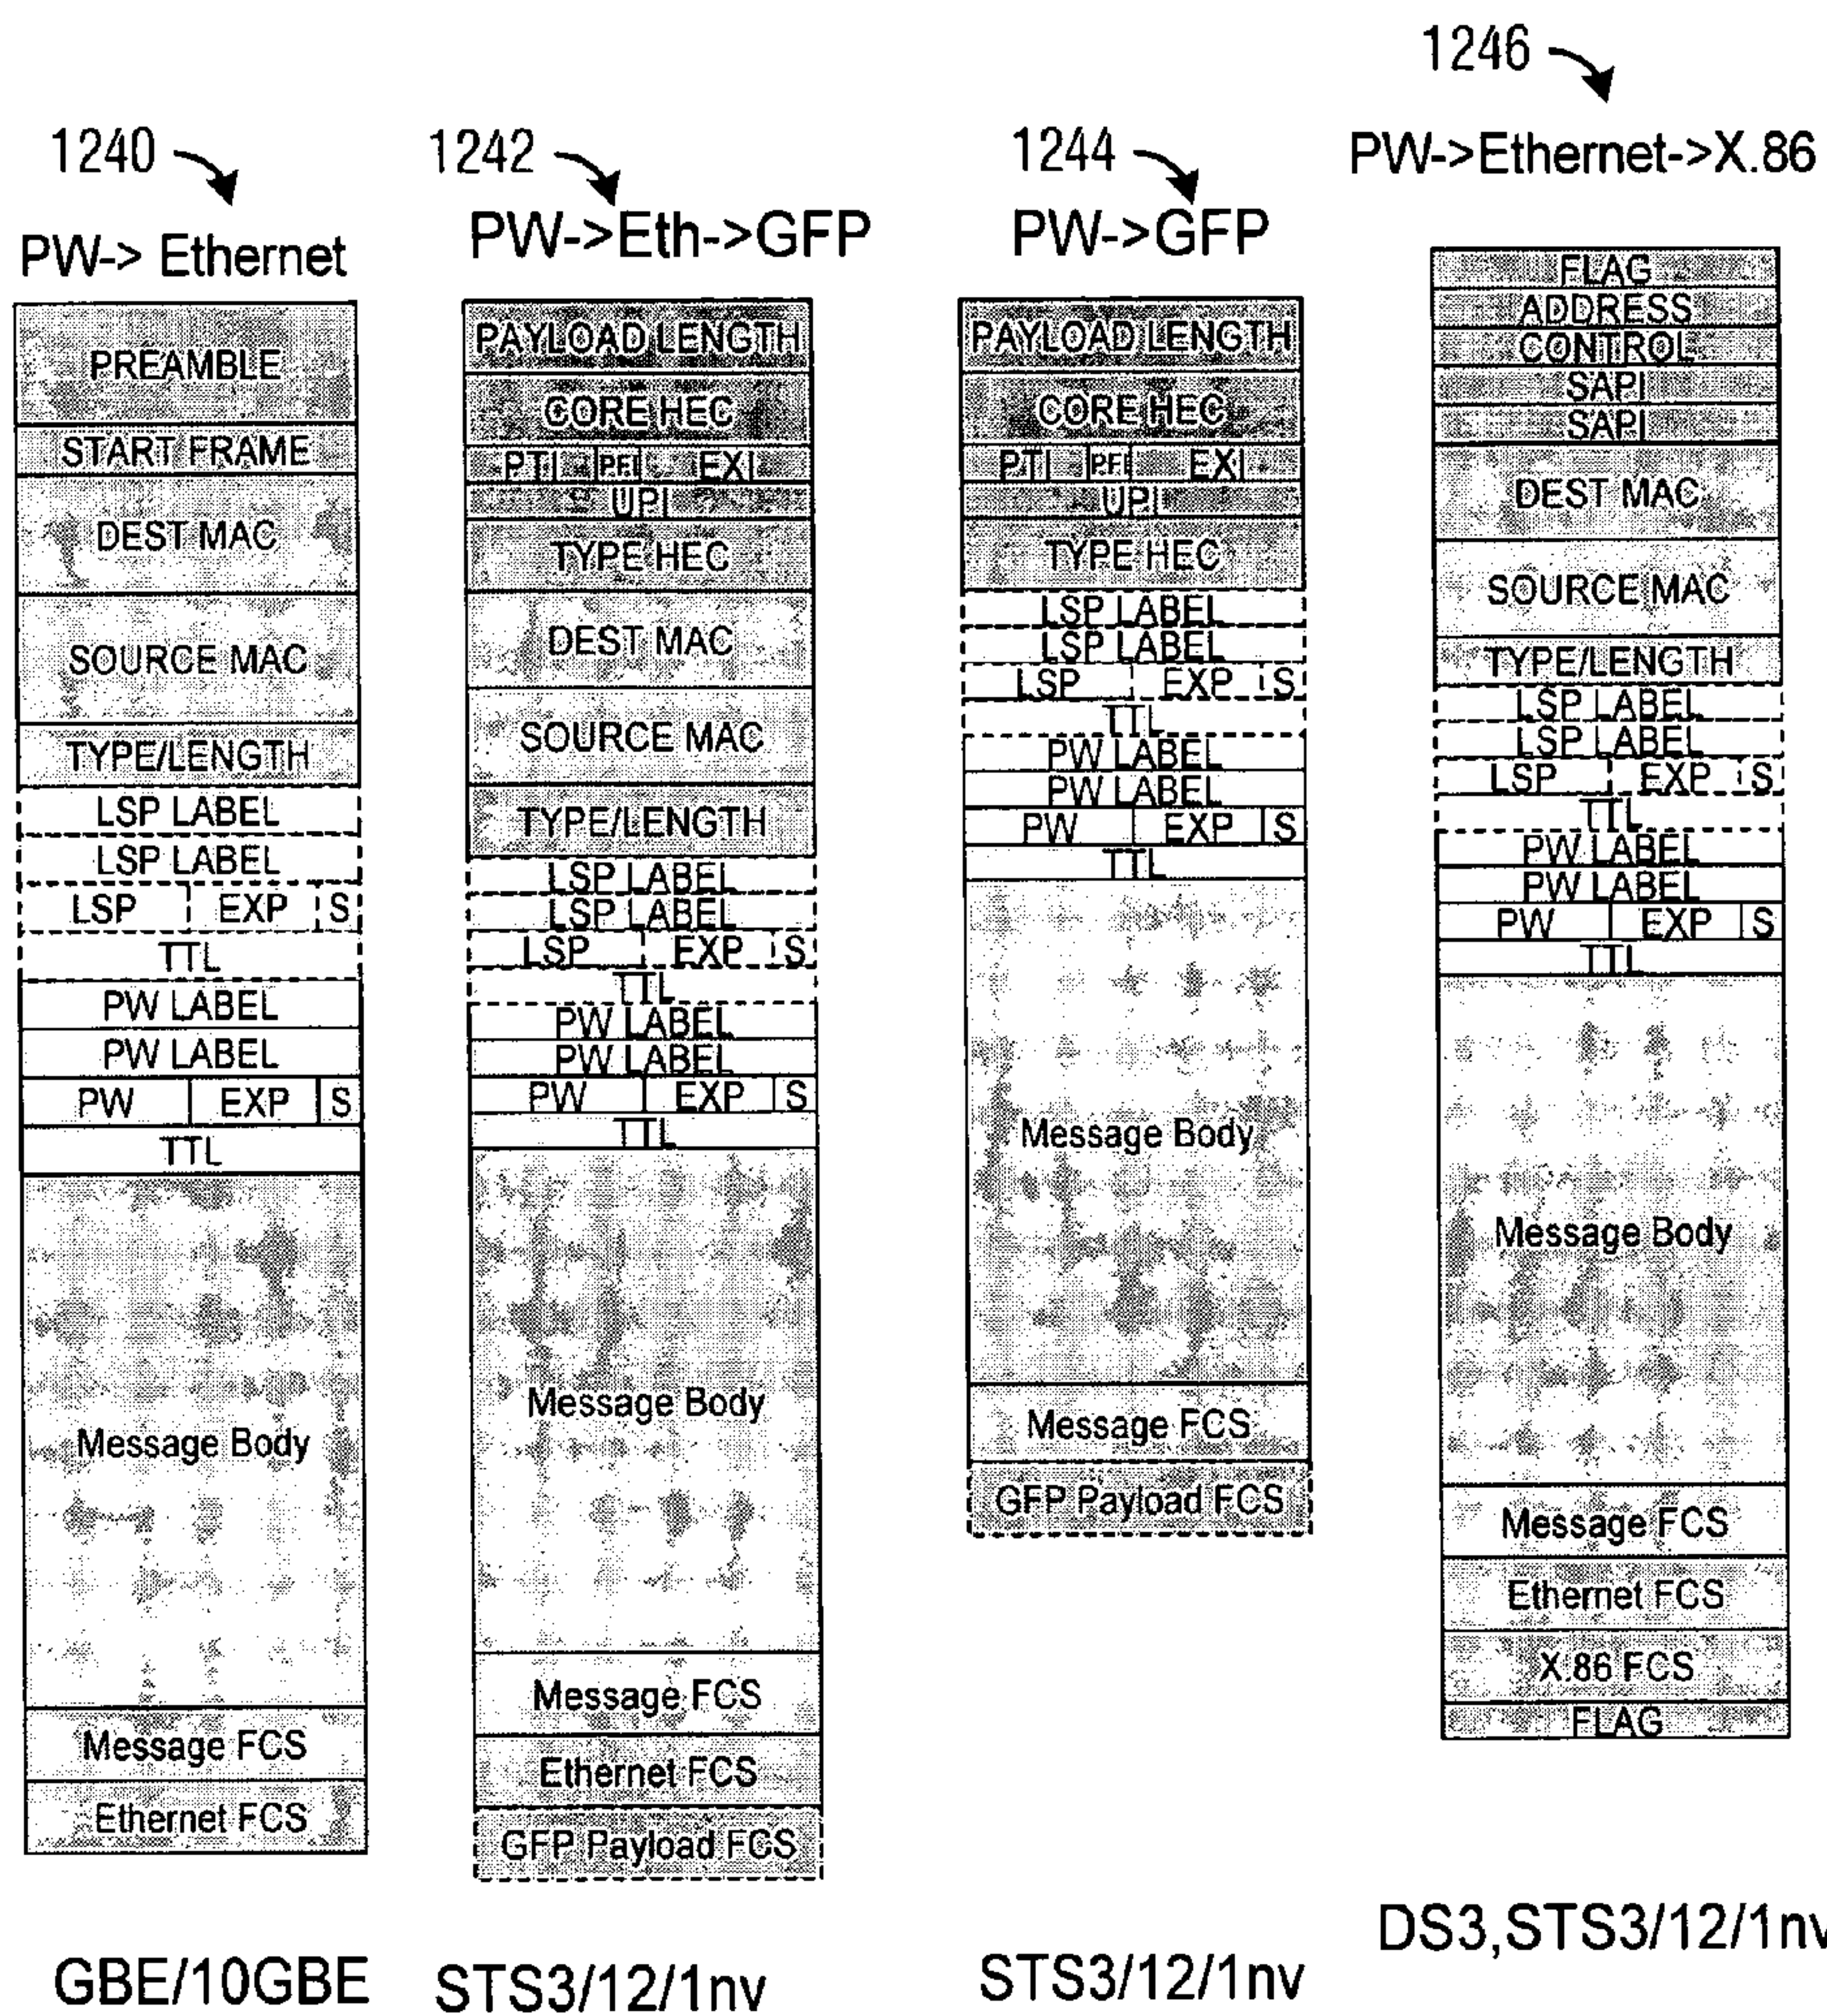 1240
PW-> Ethernet
PREAMBLE
START FRAME
DEST MAC
SOURCE MAC
TYPE/LENGTH
LSP LABEL
LSP LABEL
LSP EXP S
TTL
PW LABEL
PW LABEL
PW EXP S
TTL
Message Body
Message FCS
Ethernet FCS
GBE/10GBE
1242
PW->Eth->GFP
PAYLOAD LENGTH
CORE HEC
PTI PFI EXI
UPI
TYPE HEC
DEST MAC
SOURCE MAC
TYPE/LENGTH
LSP LABEL
LSP LABEL
LSP EXP S
TTL
PW LABEL
PW LABEL
PW EXP S
TTL
Message Body
Message FCS
Ethernet FCS
GFP Payload FCS
STS3/12/1nv
1244
PW->GFP
PAYLOAD LENGTH
CORE HEC
PTI PFI EXI
UPI
TYPE HEC
LSP LABEL
LSP LABEL
LSP EXP S
TTL
PW LABEL
PW LABEL
PW EXP S
TTL
Message Body
Message FCS
GFP Payload FCS
STS3/12/1nv
1246
PW->Ethernet->X.86
FLAG
ADDRESS
CONTROL
SAPI
SAPI
DEST MAC
SOURCE MAC
TYPE/LENGTH
LSP LABEL
LSP LABEL
LSP EXP S
TTL
PW LABEL
PW LABEL
PW EXP S
TTL
Message Body
Message FCS
Ethernet FCS
X.86 FCS
FLAG
DS3,STS3/12/1nv